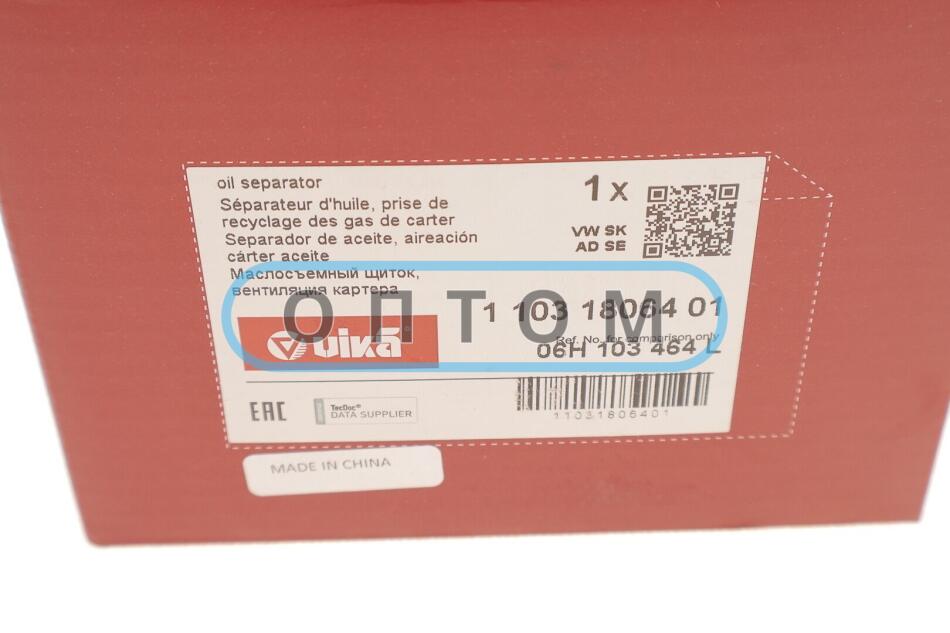 oil separator
Séparateur d'huile, prise de
recyclage des gas de carter
Separador de aceite, aireación
cárter aceite
Маслосъемный щиток,
вентиляция картера
1 x
VW SK
AD SE
ОПТОМ
1 103 18064 01
Ref. No. for comparison only
06H 103 464 L
vika
EAC
TecDoc®
DATA SUPPLIER
11031806401
MADE IN CHINA